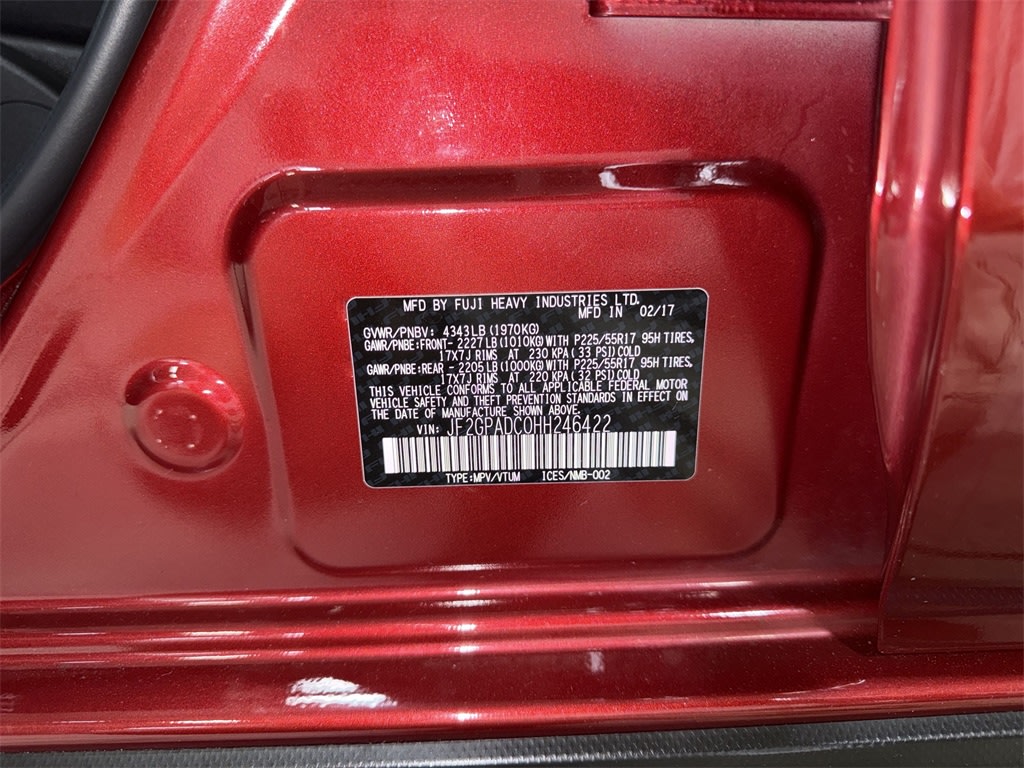 MFD BY FUJI HEAVY INDUSTRIES LTD.
MFD IN 02/17
GVWR/PNBV: 4343LB(1970KG)
GAWR/PNBE:FRONT- 2227LB(1010KG)WITH P225/55R17 95H TIRES,
17X7J RIMS AT 230 KPA(33 PSI)COLD
GAWR/PNBE:REAR - 2205LB(1000KG)WITH P225/55R17 95H TIRES,
17X7J RIMS AT 220 KPA(32 PSI)COLD
THIS VEHICLE CONFORMS TO ALL APPLICABLE FEDERAL MOTOR
VEHICLE SAFETY AND THEFT PREVENTION STANDARDS IN EFFECT ON
THE DATE OF MANUFACTURE SHOWN ABOVE.
VIN: JF2GPADC0HH246422
TYPE:MPV/VTUM ICES/NMB-002